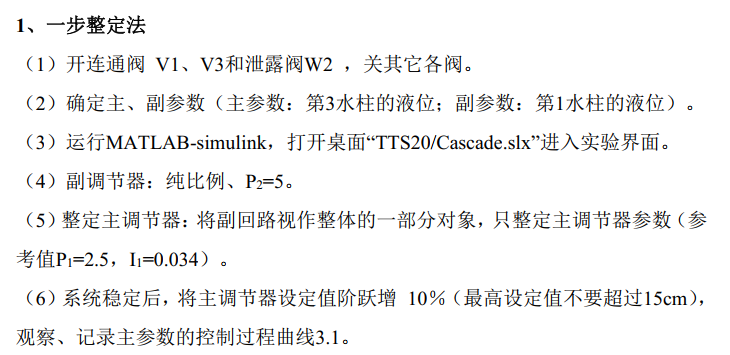 1、一步整定法
（1）开连通阀 V1、V3和泄露阀W2 ，关其它各阀。
（2）确定主、副参数（主参数：第3水柱的液位；副参数：第1水柱的液位）。
（3）运行MATLAB-simulink，打开桌面“TTS20/Cascade.slx”进入实验界面。
（4）副调节器：纯比例、P₂=5。
（5）整定主调节器：将副回路视作整体的一部分对象，只整定主调节器参数（参
考值P₁=2.5，I₁=0.034）。
（6）系统稳定后，将主调节器设定值阶跃增 10％（最高设定值不要超过15cm），
观察、记录主参数的控制过程曲线3.1。